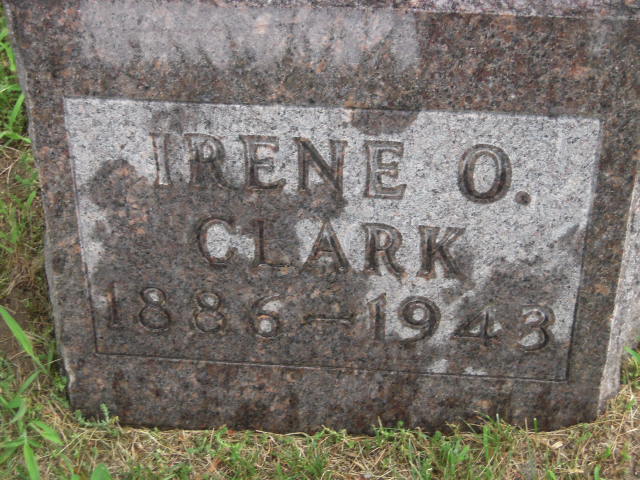 IRENE O.
CLARK
1886-1943